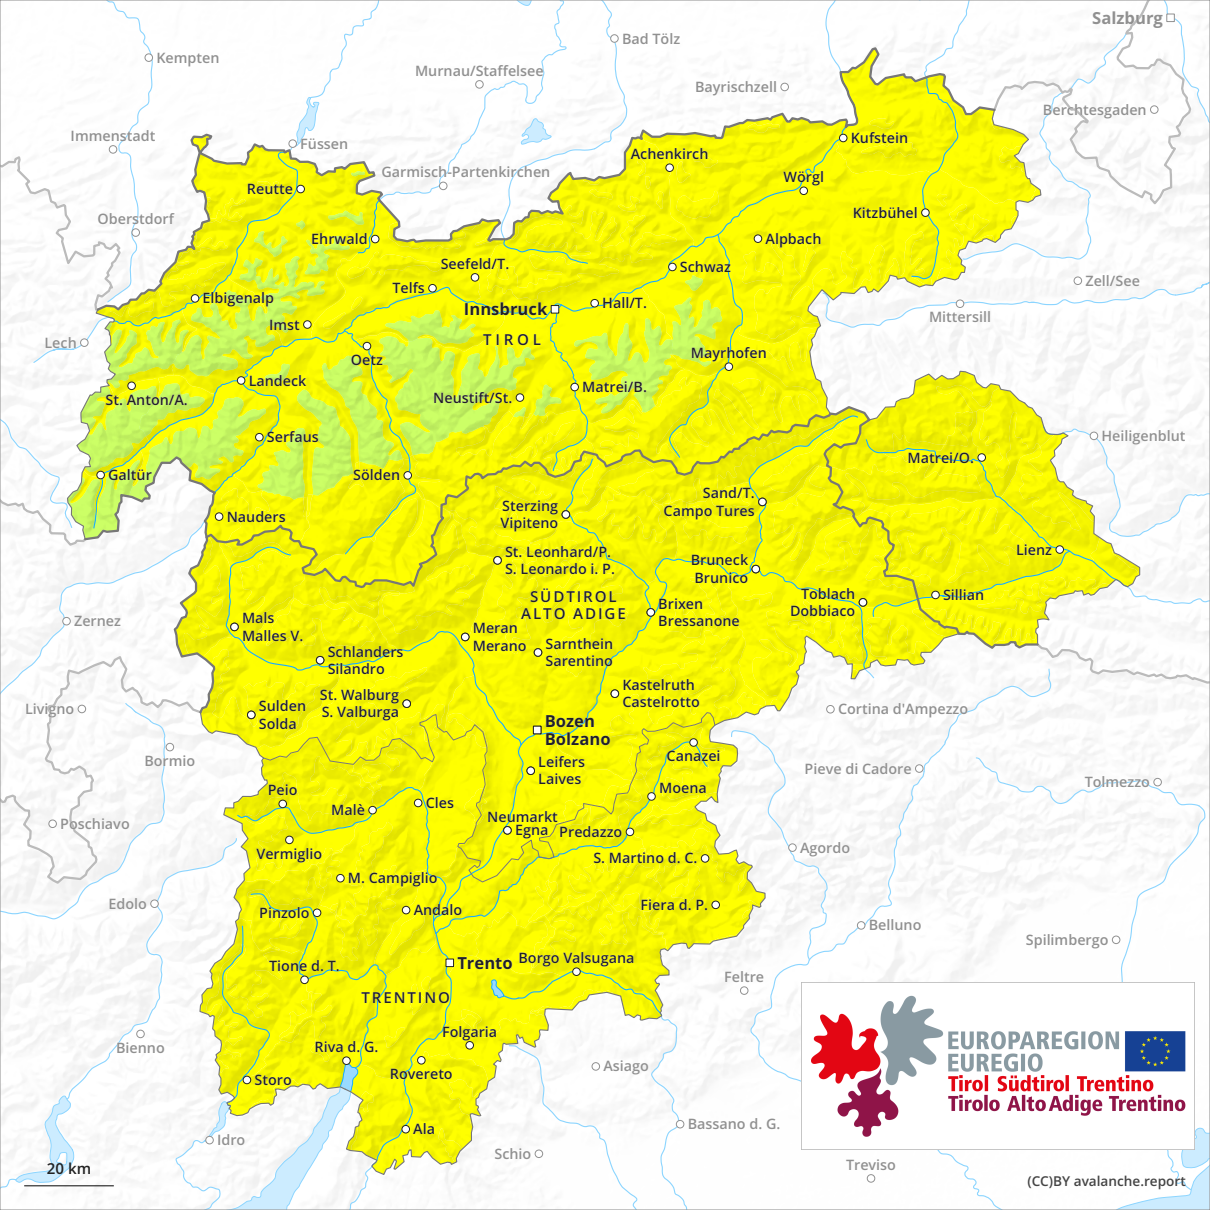 Salzburg
Bad Tölz
Kempten
Murnau/Staffelsee
Bayrischzell
Berchtesgaden
Immenstadt
Füssen
Kufstein
Achenkirch
Garmisch-Partenkirchen
Wörgl
Reutte
Oberstdorf
Kitzbühel
Ehrwald
Alpbach
Seefeld/T.
Schwaz
Zell/See
Telfs
Elbigenalp
Hall/T.
Innsbruck
Mittersill
Imst
TIROL
Lech
Oetz
Mayrhofen
Landeck
Matrei/B.
St. Anton/A.
Neustift/St.
Serfaus
Heiligenblut
Matrei/O.
Galtür
Sölden
Sand/T.
Campo Tures
Sterzing
Vipiteno
Nauders
St. Leonhard/P.
S. Leonardo i. P.
Lienz
Bruneck
Brunico
SÜDTIROL
ALTO ADIGE
Toblach
Dobbiaco
Sillian
Brixen
Bressanone
Zernez
Mals
Malles V.
Meran
Merano
Sarnthein
Sarentino
Schlanders
Silandro
Kastelruth
Castelrotto
St. Walburg
S. Valburga
Livigno
Sulden
Solda
Cortina d'Ampezzo
Bozen
Bolzano
Bormio
Canazei
Leifers
Laives
Pieve di Cadore
Tolmezzo
Peio
Moena
Malè
Cles
Neumarkt
Egna
Predazzo
Poschiavo
Vermiglio
Agordo
S. Martino d. C.
M. Campiglio
Edolo
Pinzolo
Andalo
Fiera d. P.
Belluno
Spilimbergo
Trento
Borgo Valsugana
Tione d. T.
Feltre
TRENTINO
Folgaria
Bienno
Riva d. G.
Rovereto
Asiago
Storo
EUROPAREGION
EUREGIO
Tirol Südtirol Trentino
Tirolo Alto Adige Trentino
Ala
Bassano d. G.
Idro
Schio
Treviso
20 km
(CC)BY avalanche.report